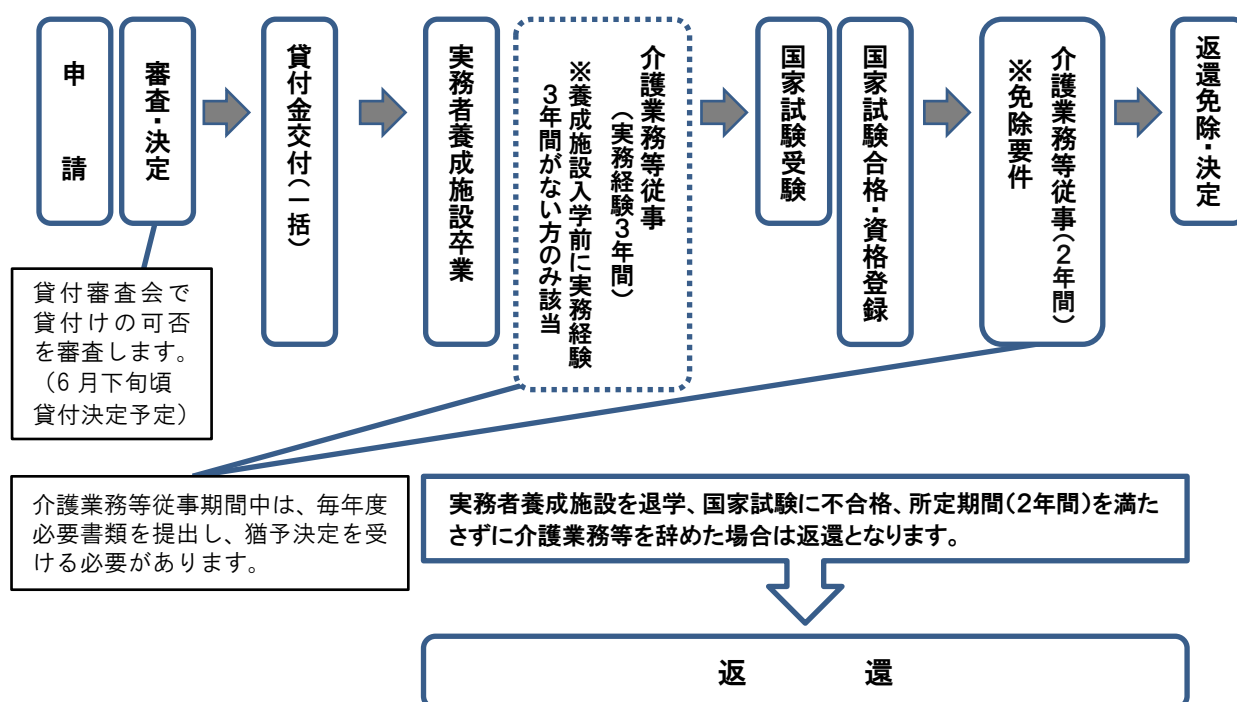 申請
審査・決定
貸付金交付(一括)
実務者養成施設卒業
介護業務等従事
(実務経験3年間)
※養成施設入学前に実務経験
3年間がない方のみ該当
国家試験受験
国家試験合格・資格登録
介護業務等従事(2年間)
※免除要件
返還免除・決定
貸付審査会で
貸付けの可否
を審査します。
(6月下旬頃
貸付決定予定)
介護業務等従事期間中は、毎年度
必要書類を提出し、猶予決定を受
ける必要があります。
実務者養成施設を退学、国家試験に不合格、所定期間(2年間)を満た
さずに介護業務等を辞めた場合は返還となります。
返　還